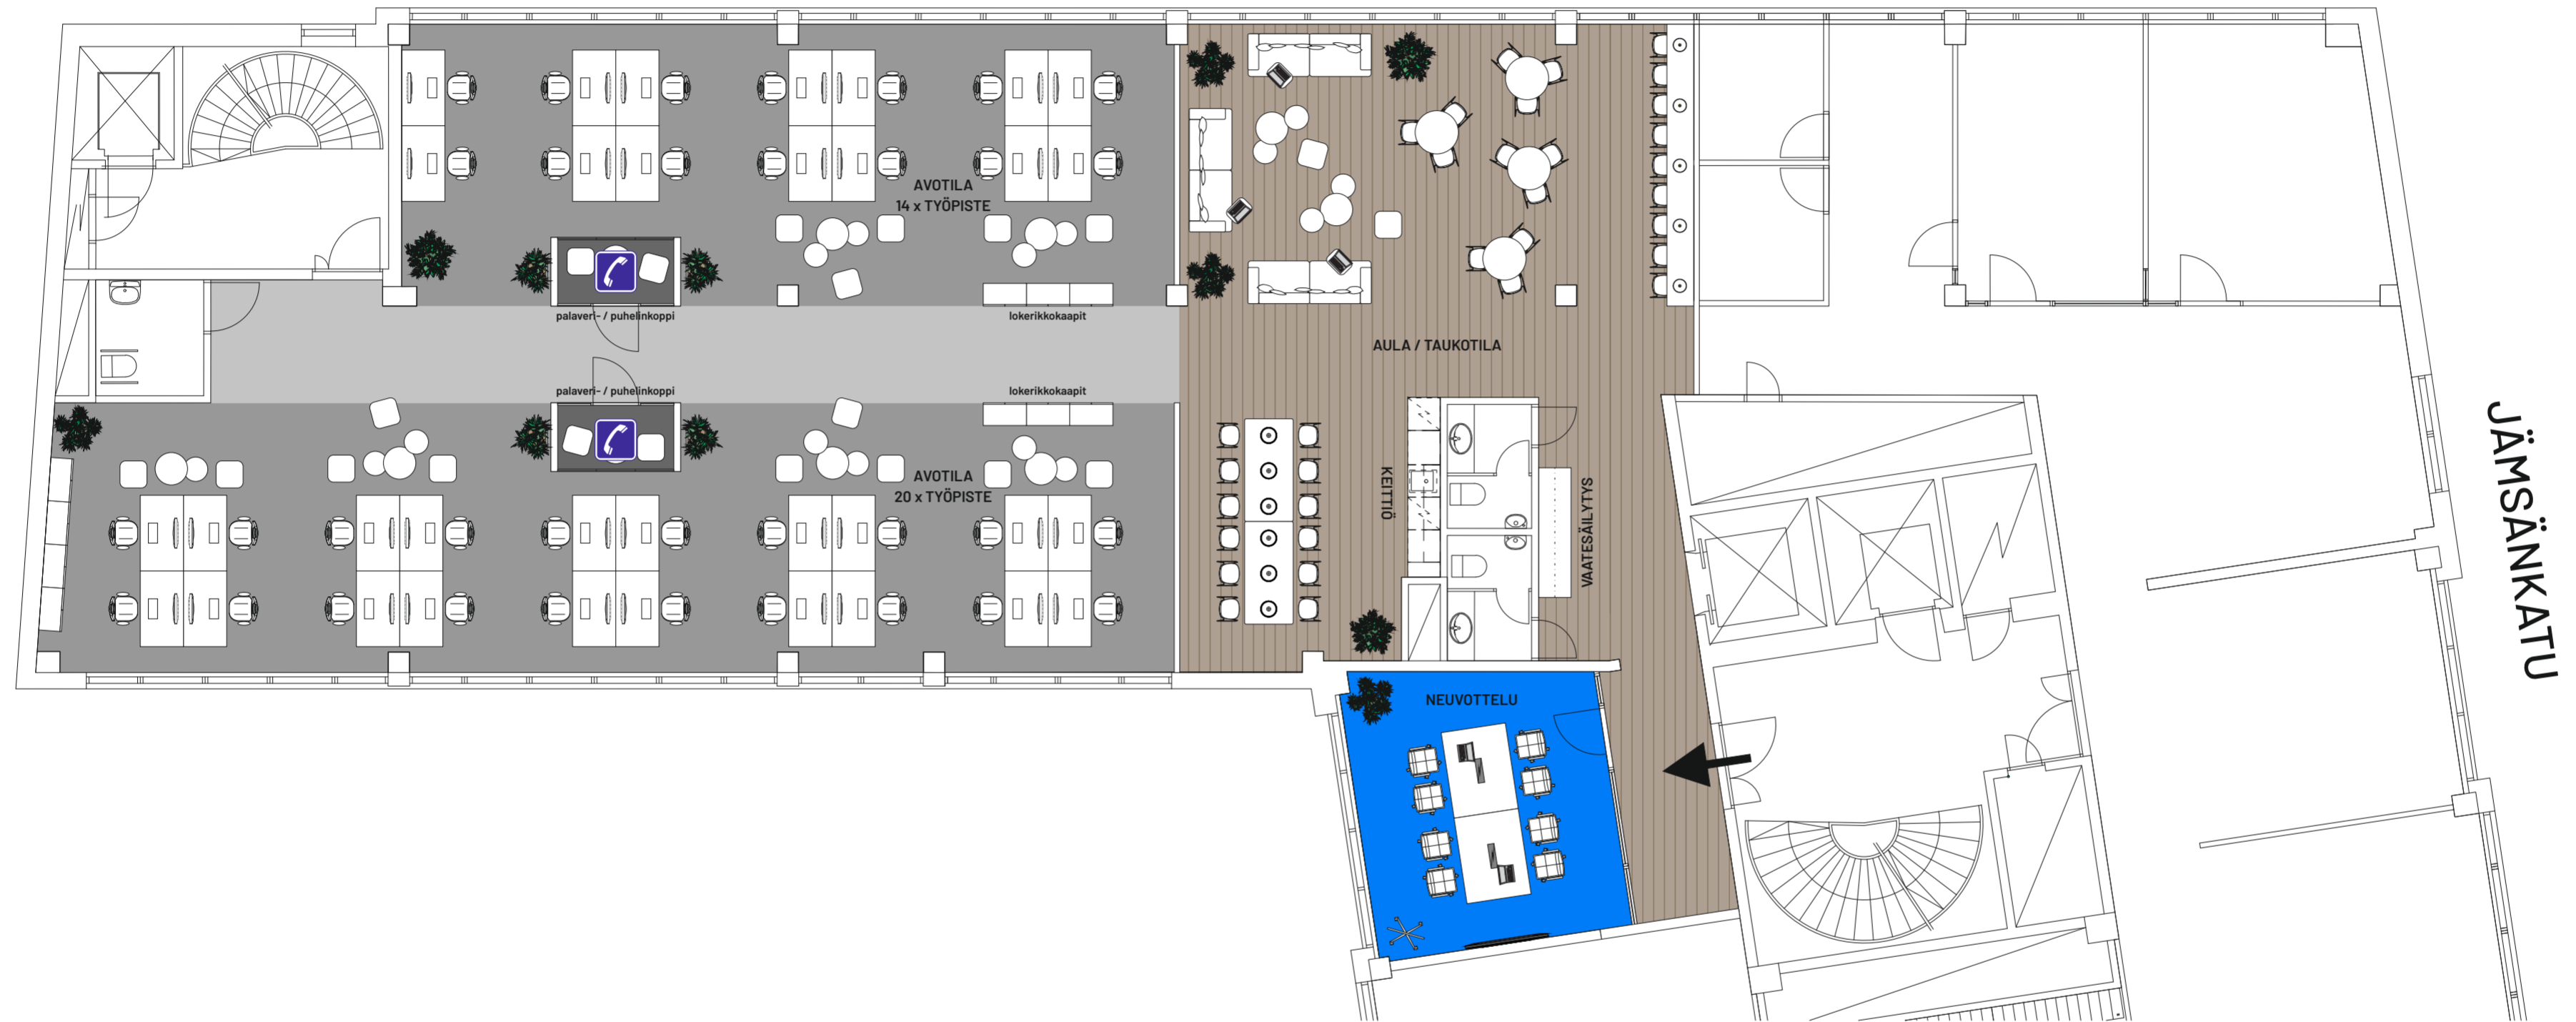 AVOTILA
14 x TYÖPISTE
palaveri- / puhelinkoppi
lokerikkokaapit
AULA / TAUKOTILA
palaveri- / puhelinkoppi
lokerikkokaapit
AVOTILA
20 x TYÖPISTE
KEITTIÖ
VAATESÄILYTYS
NEUVOTTELU
JÄMSÄNKATU